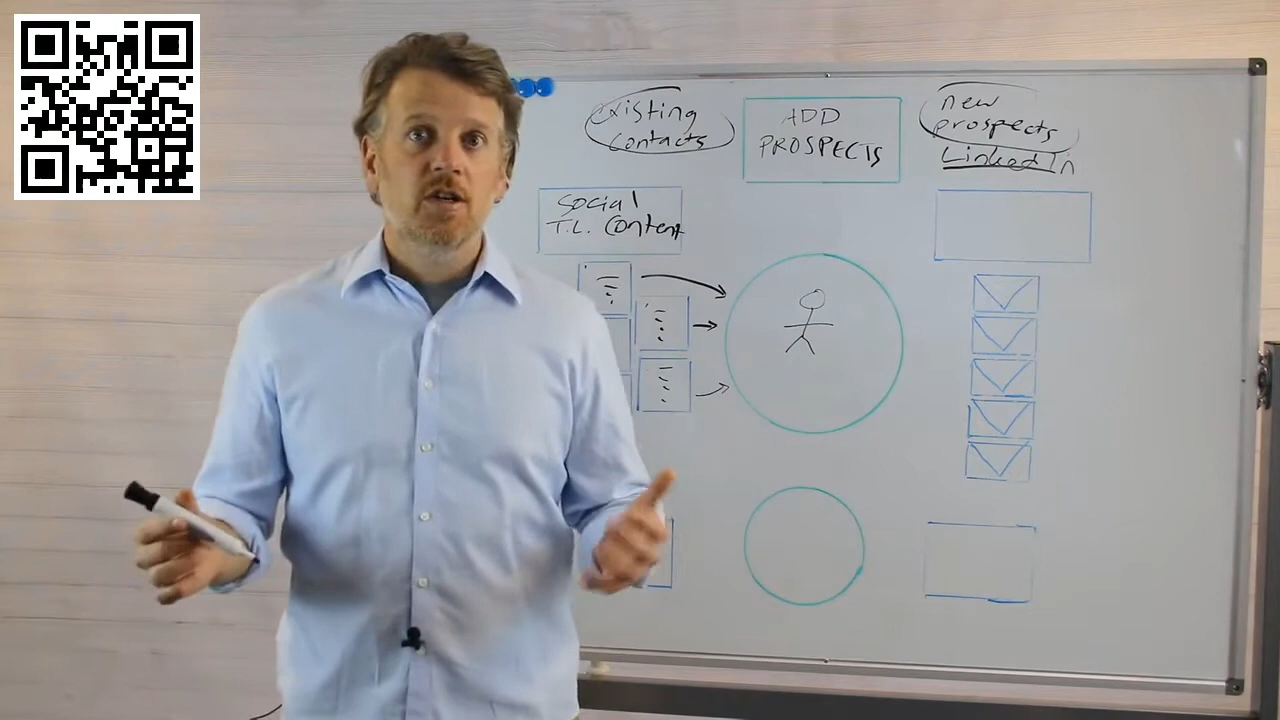 existing
contacts
ADD
PROSPECTS
new
prospects
LinkedIn
Social
T.L. Content